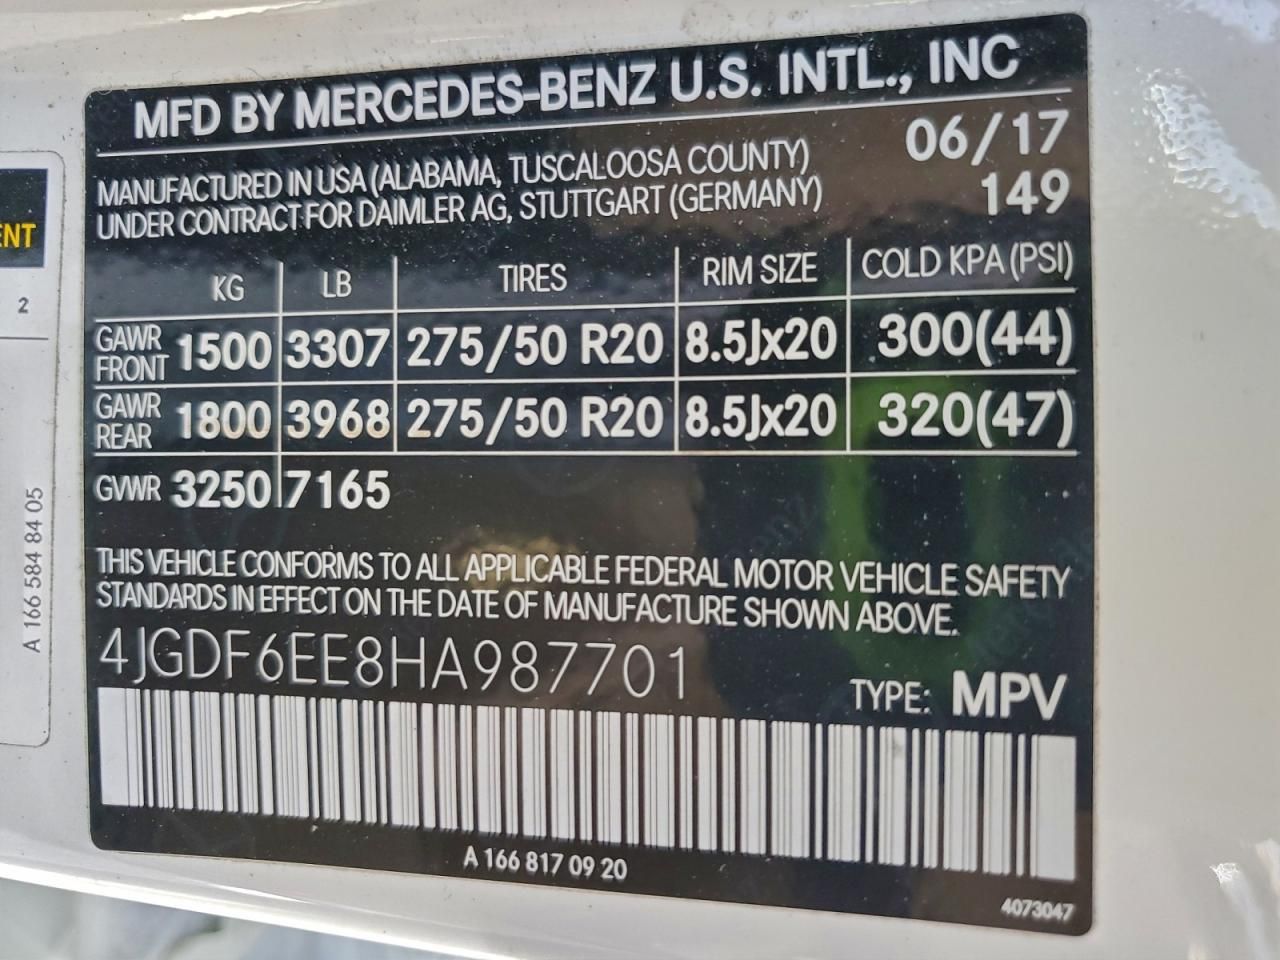 MFD BY MERCEDES-BENZ U.S. INTL., INC
MANUFACTURED IN USA (ALABAMA, TUSCALOOSA COUNTY) 06/17
UNDER CONTRACT FOR DAIMLER AG, STUTTGART (GERMANY) 149
KG LB TIRES RIM SIZE COLD KPA (PSI)
GAWR FRONT 1500 3307 275/50 R20 8.5Jx20 300(44)
GAWR REAR 1800 3968 275/50 R20 8.5Jx20 320(47)
GVWR 3250 7165
THIS VEHICLE CONFORMS TO ALL APPLICABLE FEDERAL MOTOR VEHICLE SAFETY
STANDARDS IN EFFECT ON THE DATE OF MANUFACTURE SHOWN ABOVE.
4JGDF6EE8HA987701
TYPE: MPV
A 166 817 09 20
4073047
ENT
2
A 166 584 84 05